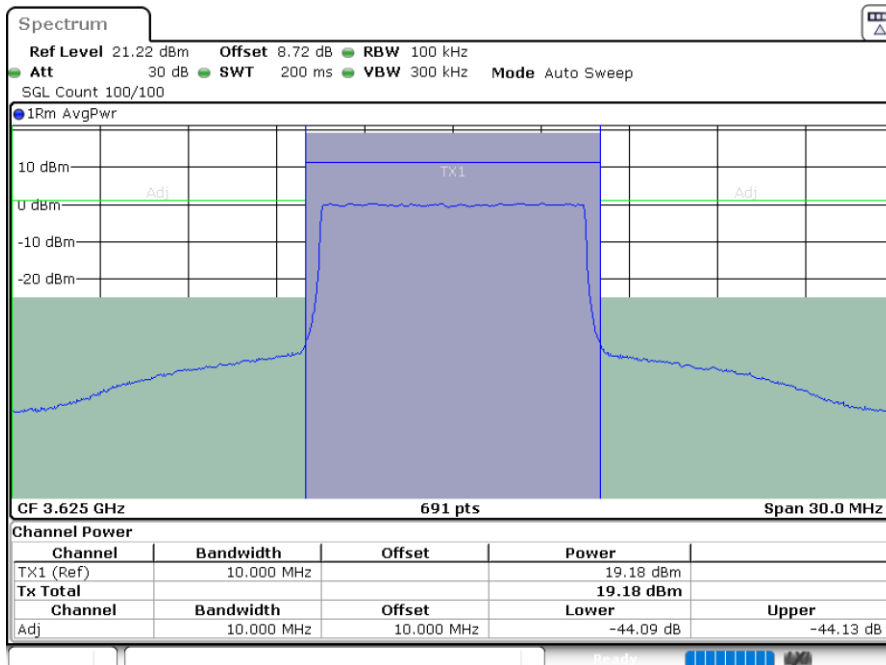 Spectrum
Ref Level 21.22 dBm Offset 8.72 dB RBW 100 kHz
Att 30 dB SWT 200 ms VBW 300 kHz Mode Auto Sweep
SGL Count 100/100
1Rm AvgPwr
10 dBm
TX1
Adj Adj
0 dBm
-10 dBm
-20 dBm
CF 3.625 GHz 691 pts Span 30.0 MHz
Channel Power
Channel Bandwidth Offset Power
TX1 (Ref) 10.000 MHz 19.18 dBm
Tx Total 19.18 dBm
Channel Bandwidth Offset Lower Upper
Adj 10.000 MHz 10.000 MHz -44.09 dB -44.13 dB
Ready